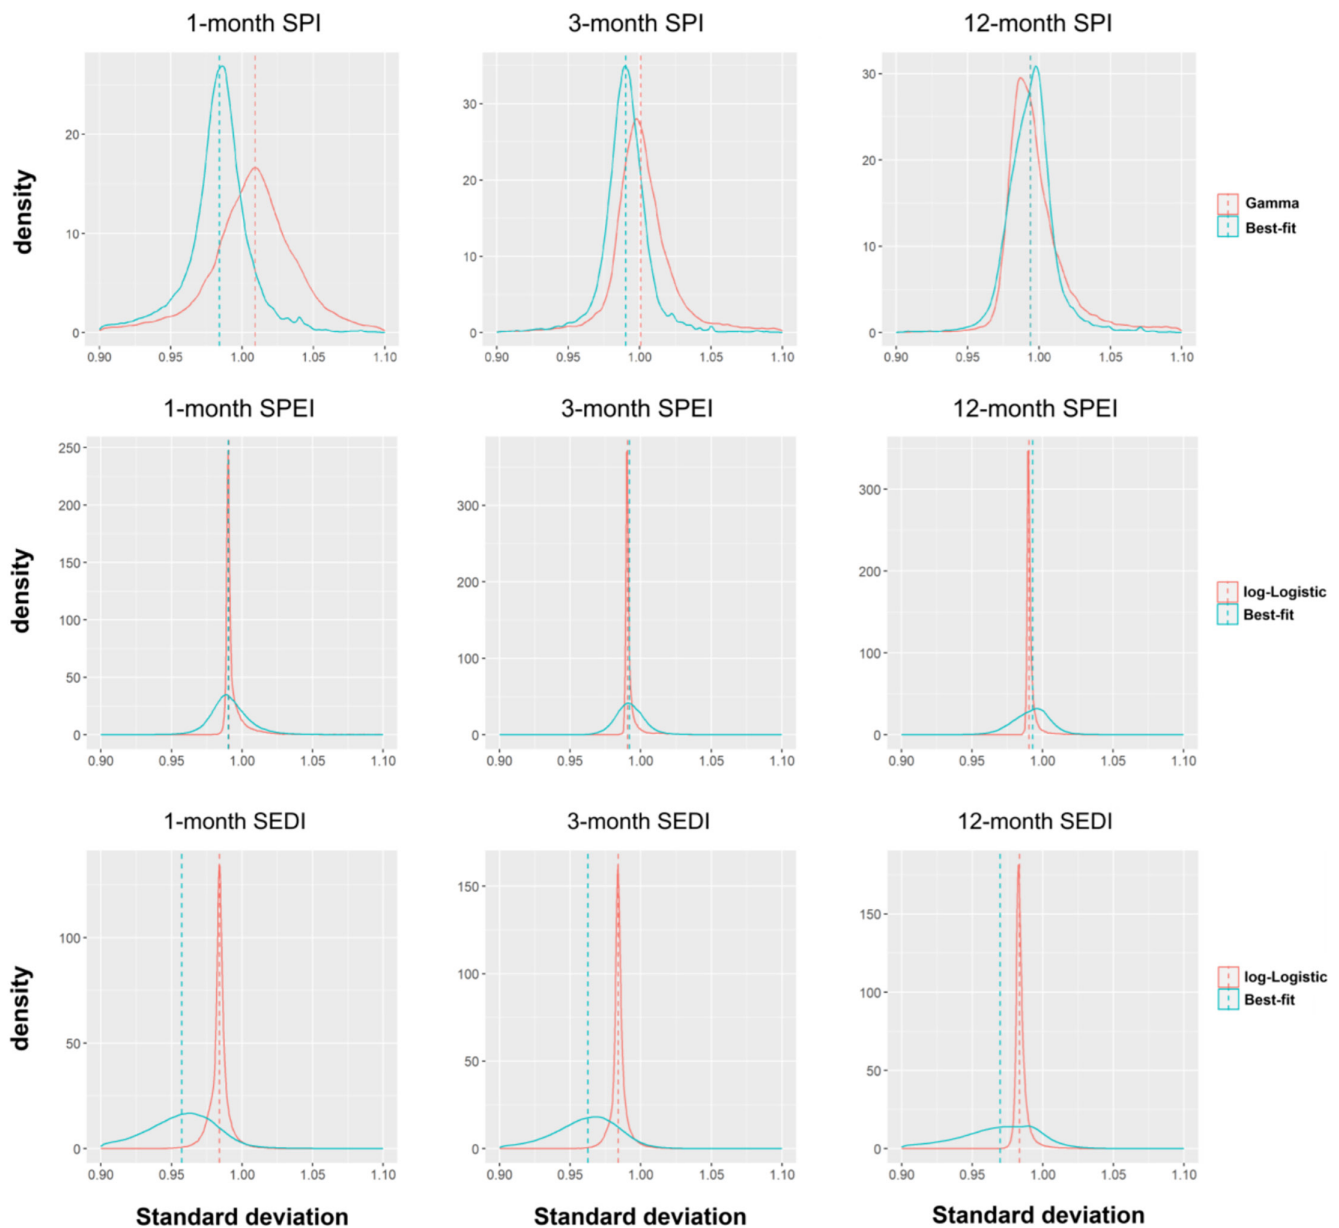 1-month SPI
3-month SPI
12-month SPI
density
20
10
0
0.90 0.95 1.00 1.05 1.10
30
20
10
0
0.90 0.95 1.00 1.05 1.10
30
20
10
0
0.90 0.95 1.00 1.05 1.10
Gamma
Best-fit
1-month SPEI
3-month SPEI
12-month SPEI
density
250
200
150
100
50
0
0.90 0.95 1.00 1.05 1.10
300
200
100
0
0.90 0.95 1.00 1.05 1.10
300
200
100
0
0.90 0.95 1.00 1.05 1.10
log-Logistic
Best-fit
1-month SEDI
3-month SEDI
12-month SEDI
density
100
50
0
0.90 0.95 1.00 1.05 1.10
150
100
50
0
0.90 0.95 1.00 1.05 1.10
150
100
50
0
0.90 0.95 1.00 1.05 1.10
log-Logistic
Best-fit
Standard deviation
Standard deviation
Standard deviation